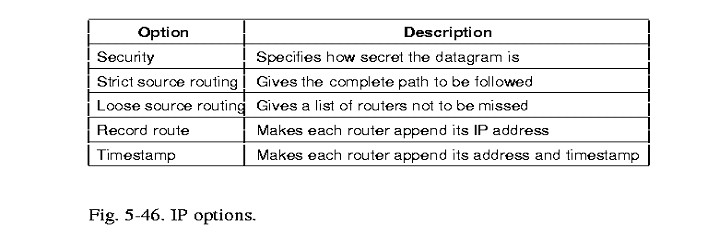 Option Description
Security Specifies how secret the datagram is
Strict source routing Gives the complete path to be followed
Loose source routing Gives a list of routers not to be missed
Record route Makes each router append its IP address
Timestamp Makes each router append its address and timestamp
Fig. 5-46. IP options.